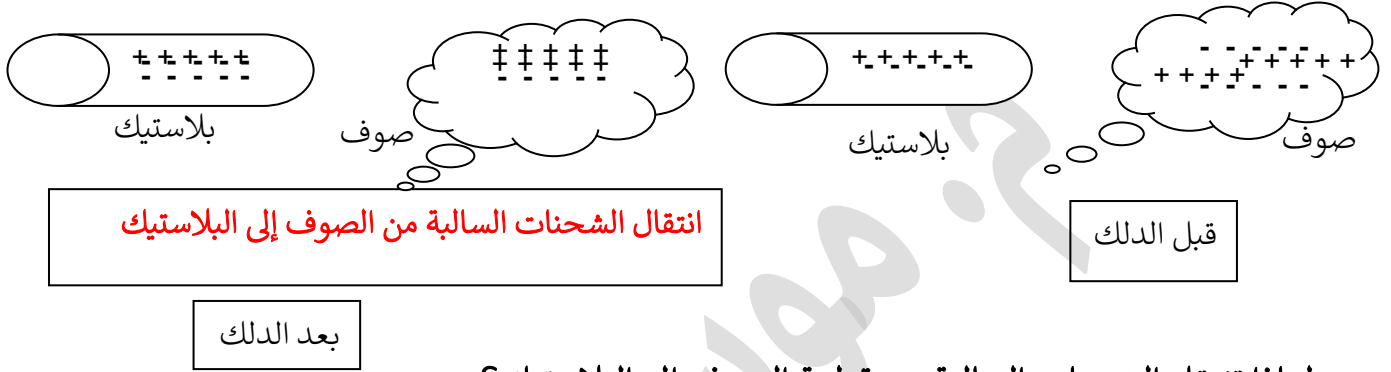 + + + + +
- - - - -
بلاستيك
+ + + + +
+ + + + +
- - - - -
صوف
+ + + + +
- - - - -
بلاستيك
- - - - -
+ + + + +
+ + + +
- - - - -
صوف
انتقال الشحنات السالبة من الصوف إلى البلاستيك
قبل الدلك
بعد الدلك